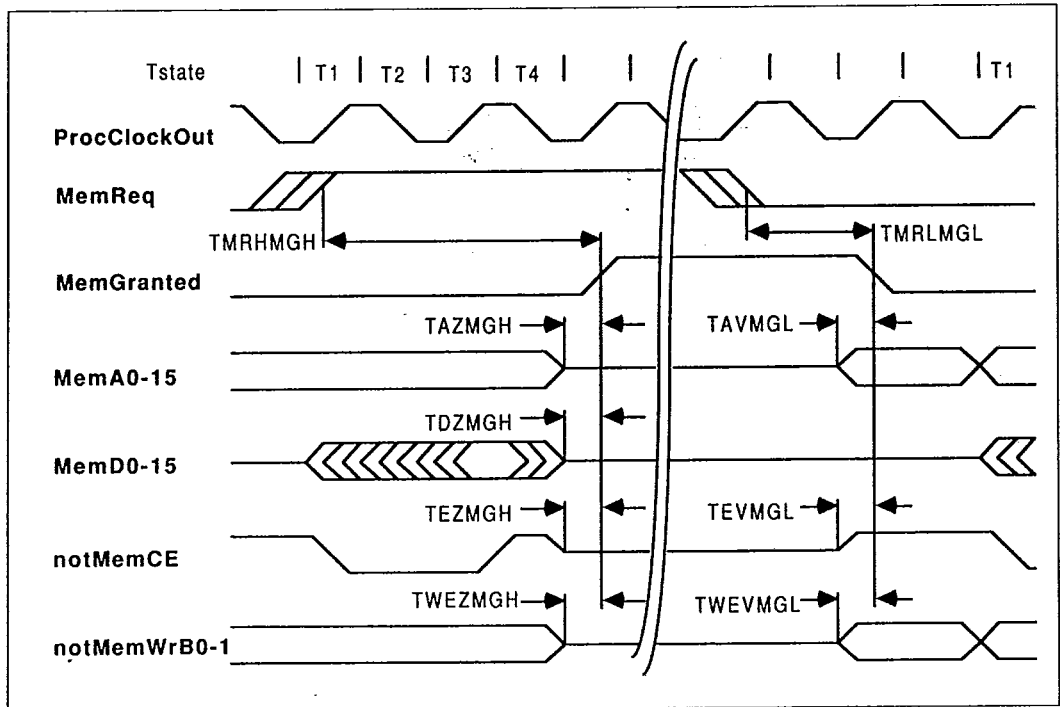 Tstate T1 T2 T3 T4 T1
ProcClockOut
MemReq
TMRHMGH TMRLMGL
MemGranted
TAZMGH TAVMGL
MemA0-15
TDZMGH
MemD0-15
TEZMGH TEVMGL
notMemCE
TWEZMGH TWEVMGL
notMemWrB0-1